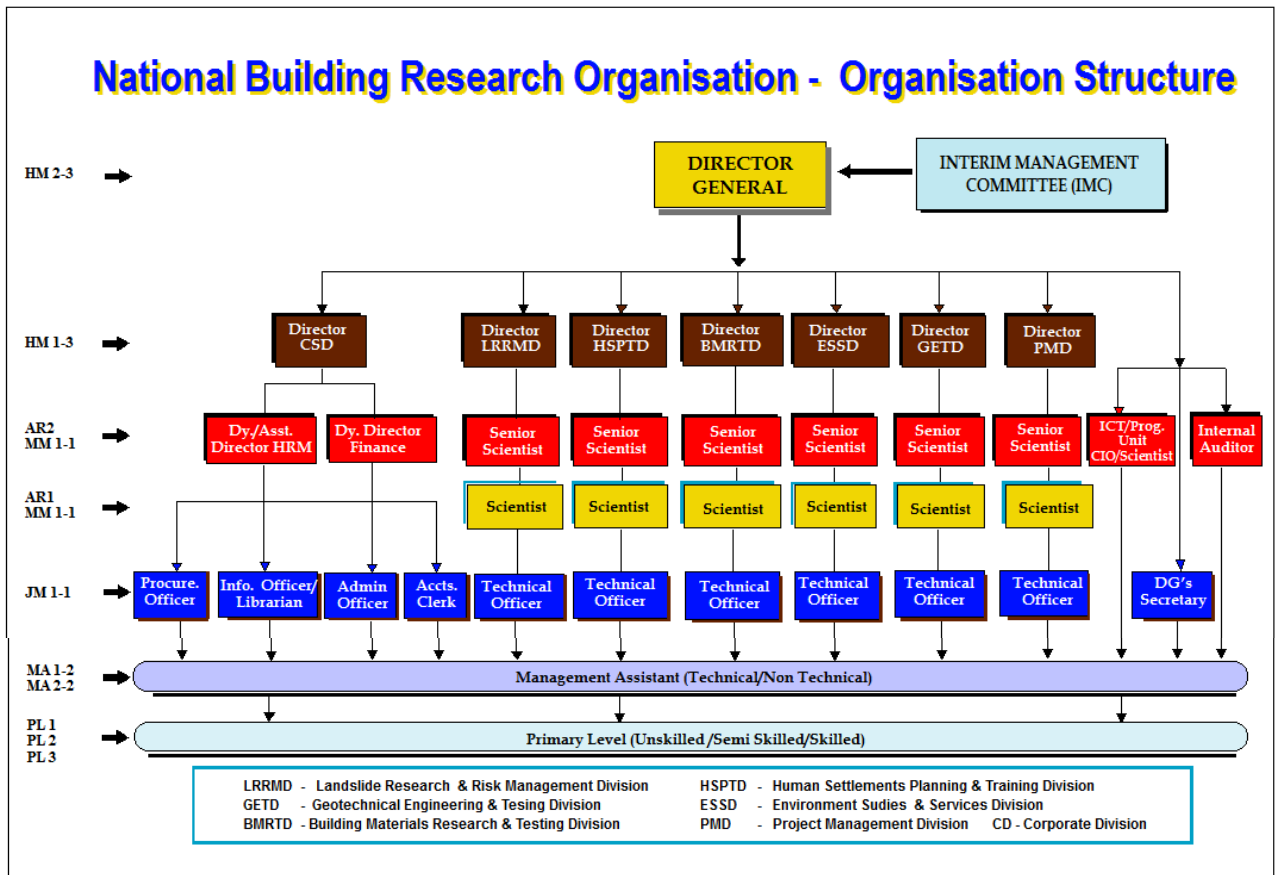 National Building Research Organisation - Organisation Structure
HM 2-3
DIRECTOR
GENERAL
INTERIM MANAGEMENT
COMMITTEE (IMC)
HM 1-3
Director
CSD
Director
LRRMD
Director
HSPTD
Director
BMRTD
Director
ESSD
Director
GETD
Director
PMD
AR2
MM 1-1
Dy./Asst.
Director HRM
Dy. Director
Finance
Senior
Scientist
Senior
Scientist
Senior
Scientist
Senior
Scientist
Senior
Scientist
Senior
Scientist
ICT/Prog.
Unit
CIO/Scientist
Internal
Auditor
AR1
MM 1-1
Scientist
Scientist
Scientist
Scientist
Scientist
Scientist
JM 1-1
Procure.
Officer
Info. Officer/
Librarian
Admin
Officer
Accts.
Clerk
Technical
Officer
Technical
Officer
Technical
Officer
Technical
Officer
Technical
Officer
Technical
Officer
DG's
Secretary
MA 1-2
MA 2-2
Management Assistant (Technical/Non Technical)
PL 1
PL 2
PL 3
Primary Level (Unskilled /Semi Skilled/Skilled)
LRRMD - Landslide Research & Risk Management Division
HSPTD - Human Settlements Planning & Training Division
GETD - Geotechnical Engineering & Tesing Division
ESSD - Environment Sudies & Services Division
BMRTD - Building Materials Research & Testing Division
PMD - Project Management Division CD - Corporate Division